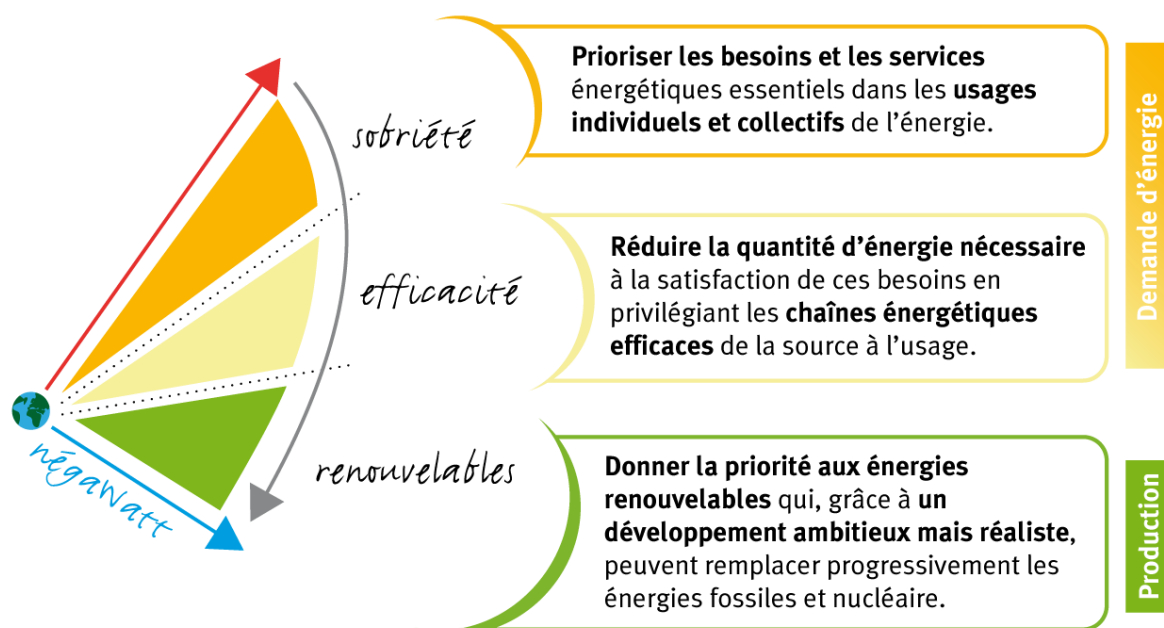 sobriété
Prioriser les besoins et les services
énergétiques essentiels dans les usages
individuels et collectifs de l’énergie.
efficacité
Réduire la quantité d’énergie nécessaire
à la satisfaction de ces besoins en
privilégiant les chaînes énergétiques
efficaces de la source à l’usage.
Demande d’énergie
négaWatt
renouvelables
Donner la priorité aux énergies
renouvelables qui, grâce à un
développement ambitieux mais réaliste,
peuvent remplacer progressivement les
énergies fossiles et nucléaire.
Production